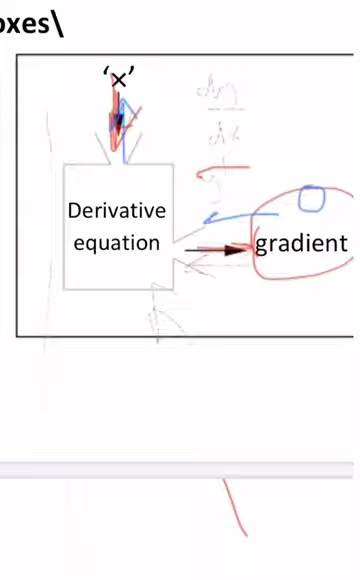 oxes\
'x'
Derivative
equation
gradient